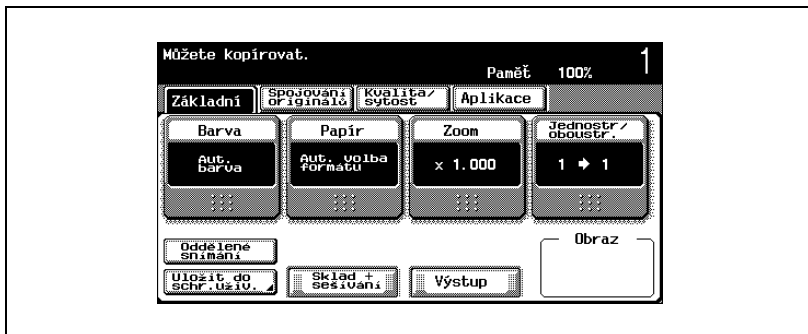 Můžete kopírovat.
Paměť 100% 1
Základní
Spojování
originálů
Kvalita/
sytost
Aplikace
Barva
Aut.
barva
Papír
Aut. volba
formátu
Zoom
x 1.000
Jednostr/
oboustr.
1 ➜ 1
Oddělené
snímání
Obraz
Uložit do
schr.uživ.
Sklad +
sešívání
Výstup